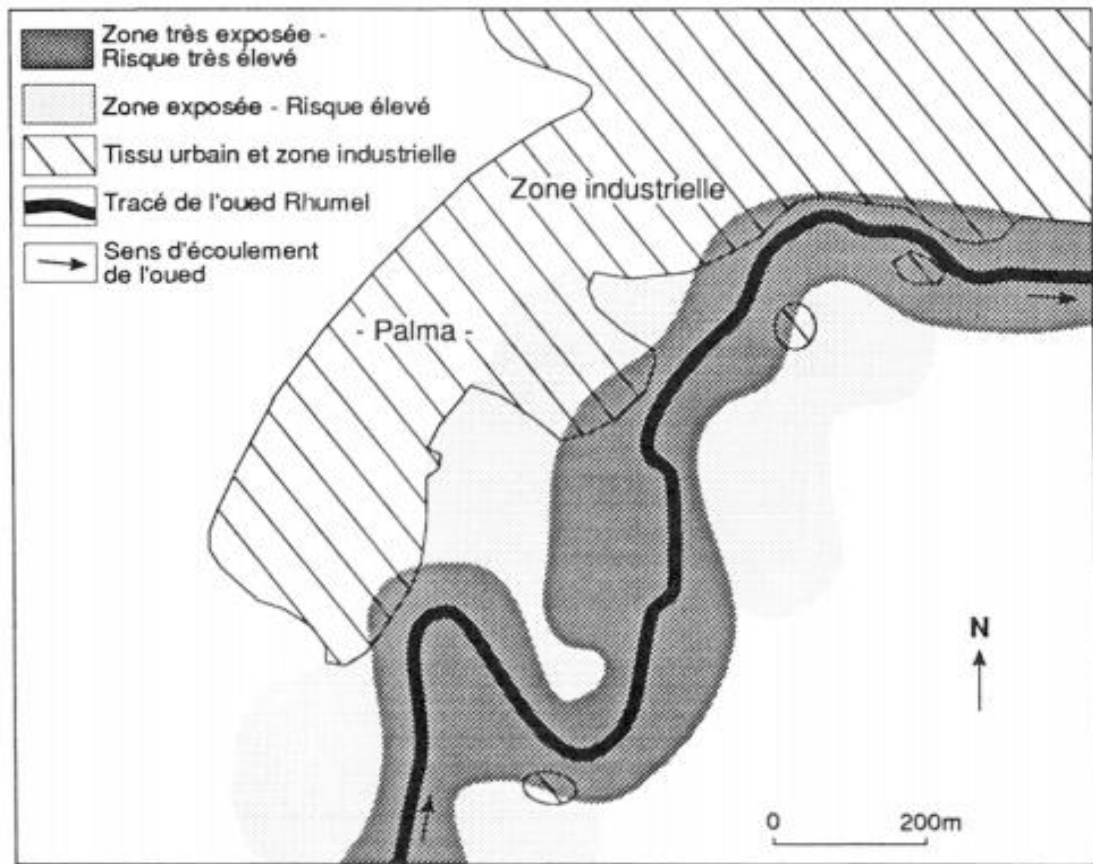 Zone très exposée -
Risque très élevé
Zone exposée - Risque élevé
Tissu urbain et zone industrielle
Tracé de l'oued Rhumel
Sens d'écoulement
de l'oued
Zone industrielle
- Palma -
N
0 200m